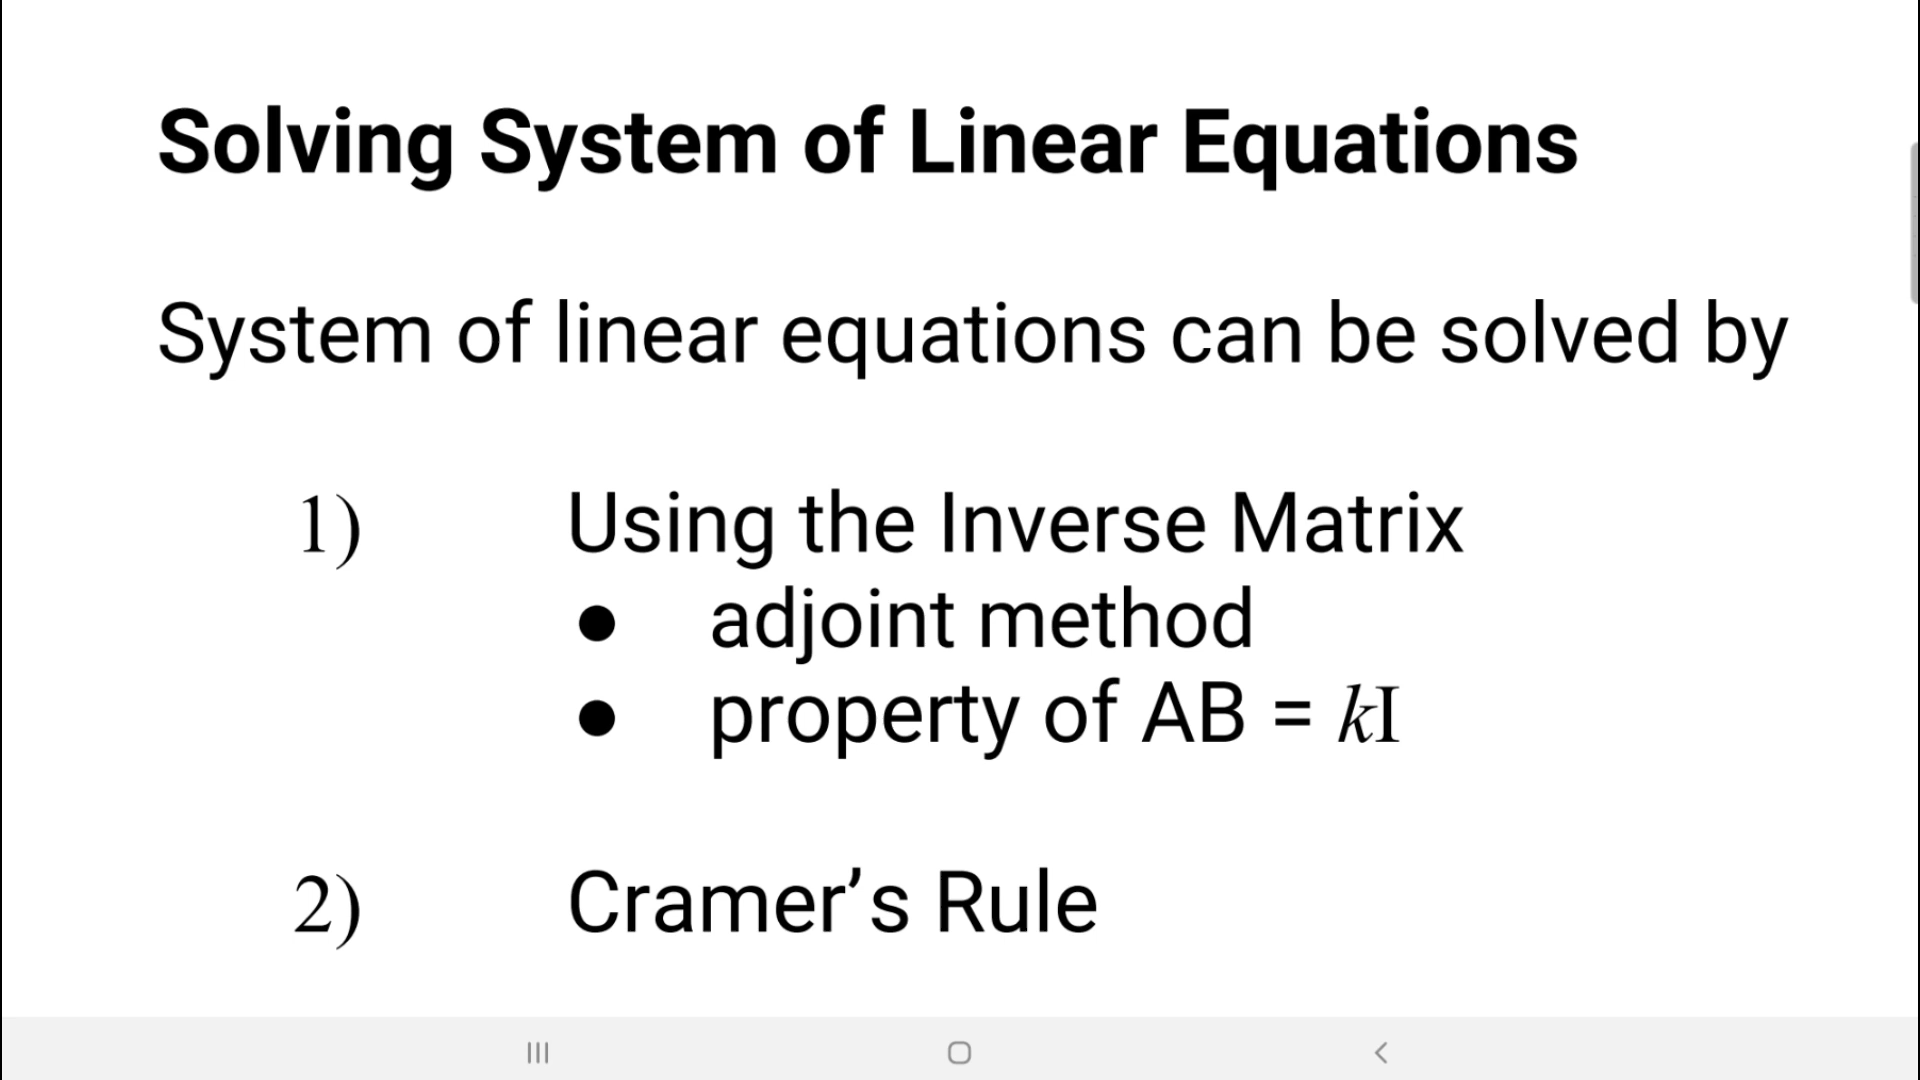 Solving System of Linear Equations
System of linear equations can be solved by
1) Using the Inverse Matrix
● adjoint method
● property of AB = kI
2) Cramer’s Rule